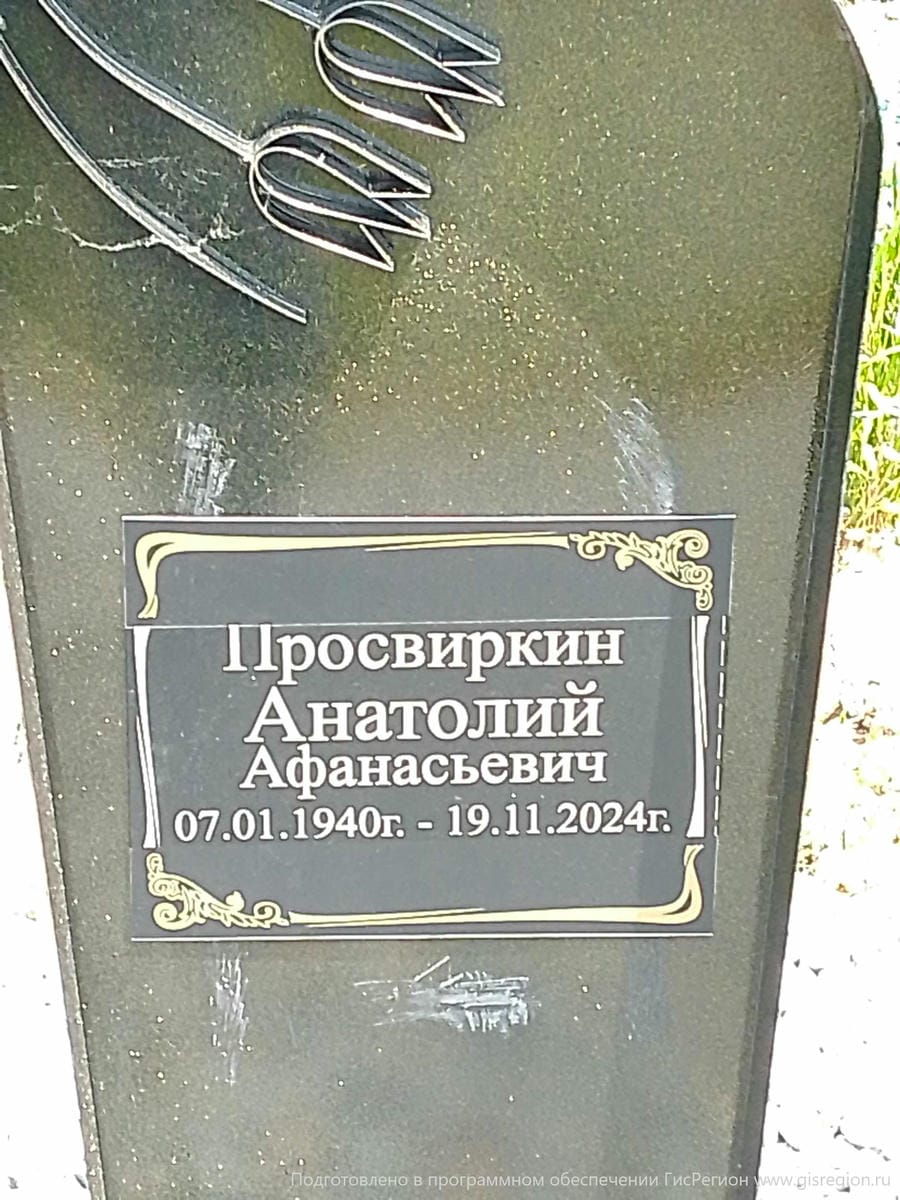 Просвиркин
Анатолий
Афанасьевич
07.01.1940г. - 19.11.2024г.
Подготовлено в программном обеспечении ГисРегион www.gisregion.ru